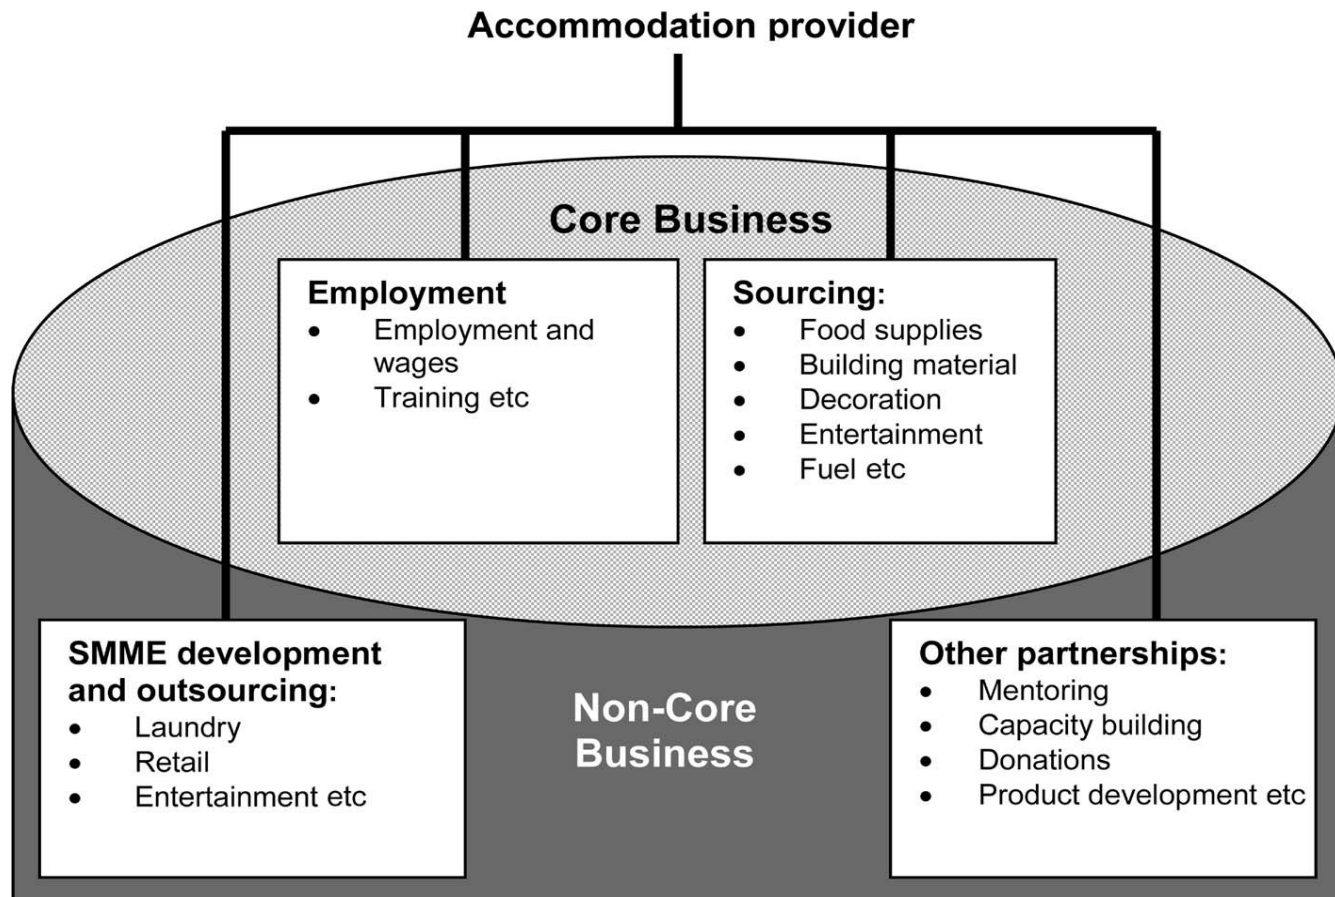 Accommodation provider
Core Business
Employment
• Employment and
wages
• Training etc
Sourcing:
• Food supplies
• Building material
• Decoration
• Entertainment
• Fuel etc
SMME development
and outsourcing:
• Laundry
• Retail
• Entertainment etc
Non-Core
Business
Other partnerships:
• Mentoring
• Capacity building
• Donations
• Product development etc